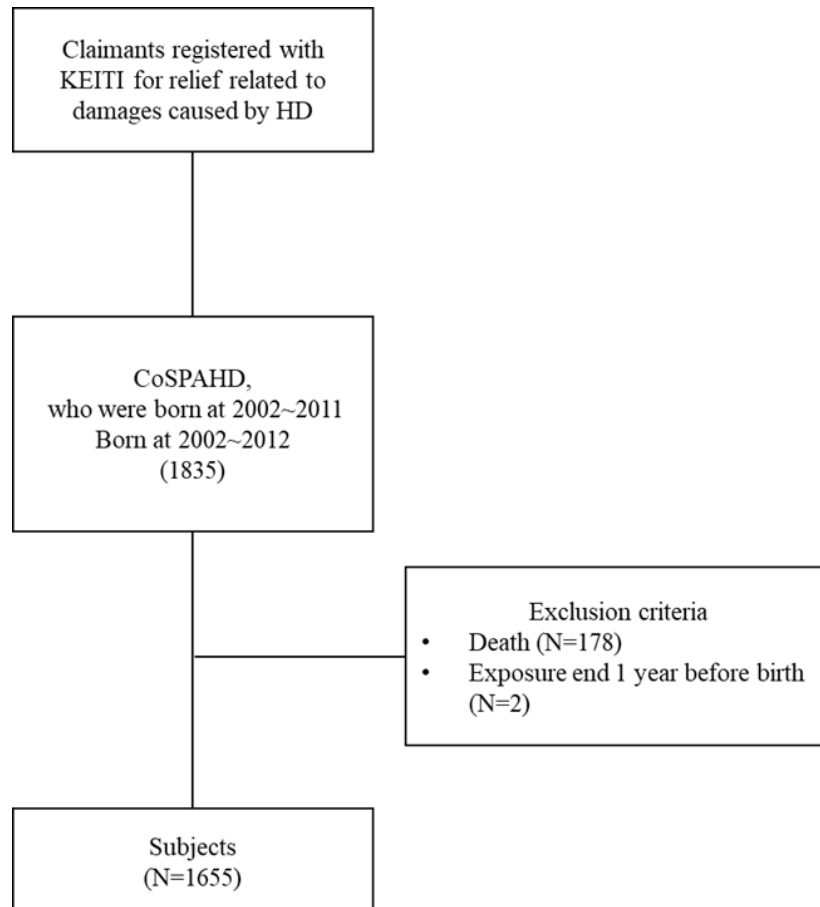 Claimants registered with
KEITI for relief related to
damages caused by HD
CoSPAHD,
who were born at 2002~2011
Born at 2002~2012
(1835)
Exclusion criteria
• Death (N=178)
• Exposure end 1 year before birth
(N=2)
Subjects
(N=1655)